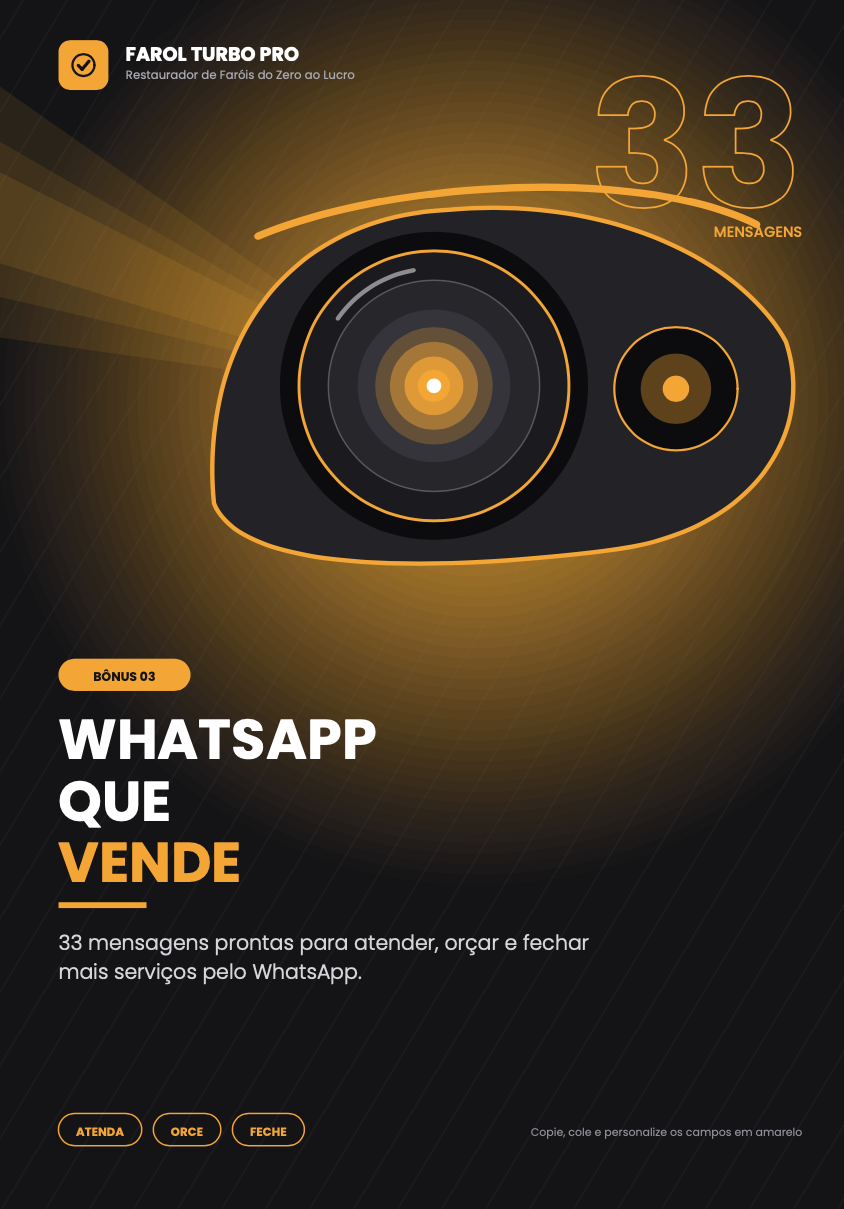 FAROL TURBO PRO
Restaurador de Faróis do Zero ao Lucro
33
MENSAGENS
BÔNUS 03
WHATSAPP
QUE
VENDE
33 mensagens prontas para atender, orçar e fechar
mais serviços pelo WhatsApp.
ATENDA
ORCE
FECHE
Copie, cole e personalize os campos em amarelo